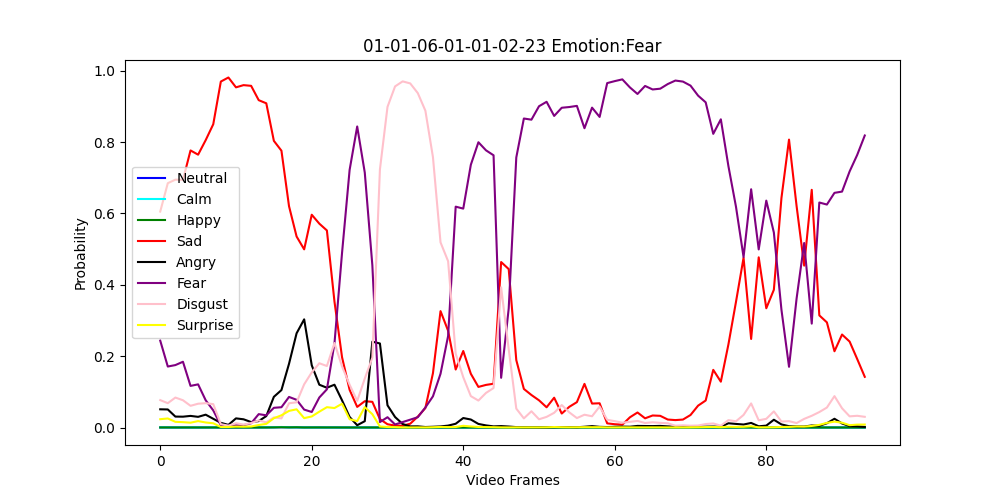 01-01-06-01-01-02-23 Emotion:Fear
1.0
0.8
0.6
0.4
0.2
0.0
Probability
Neutral
Calm
Happy
Sad
Angry
Fear
Disgust
Surprise
0 20 40 60 80
Video Frames